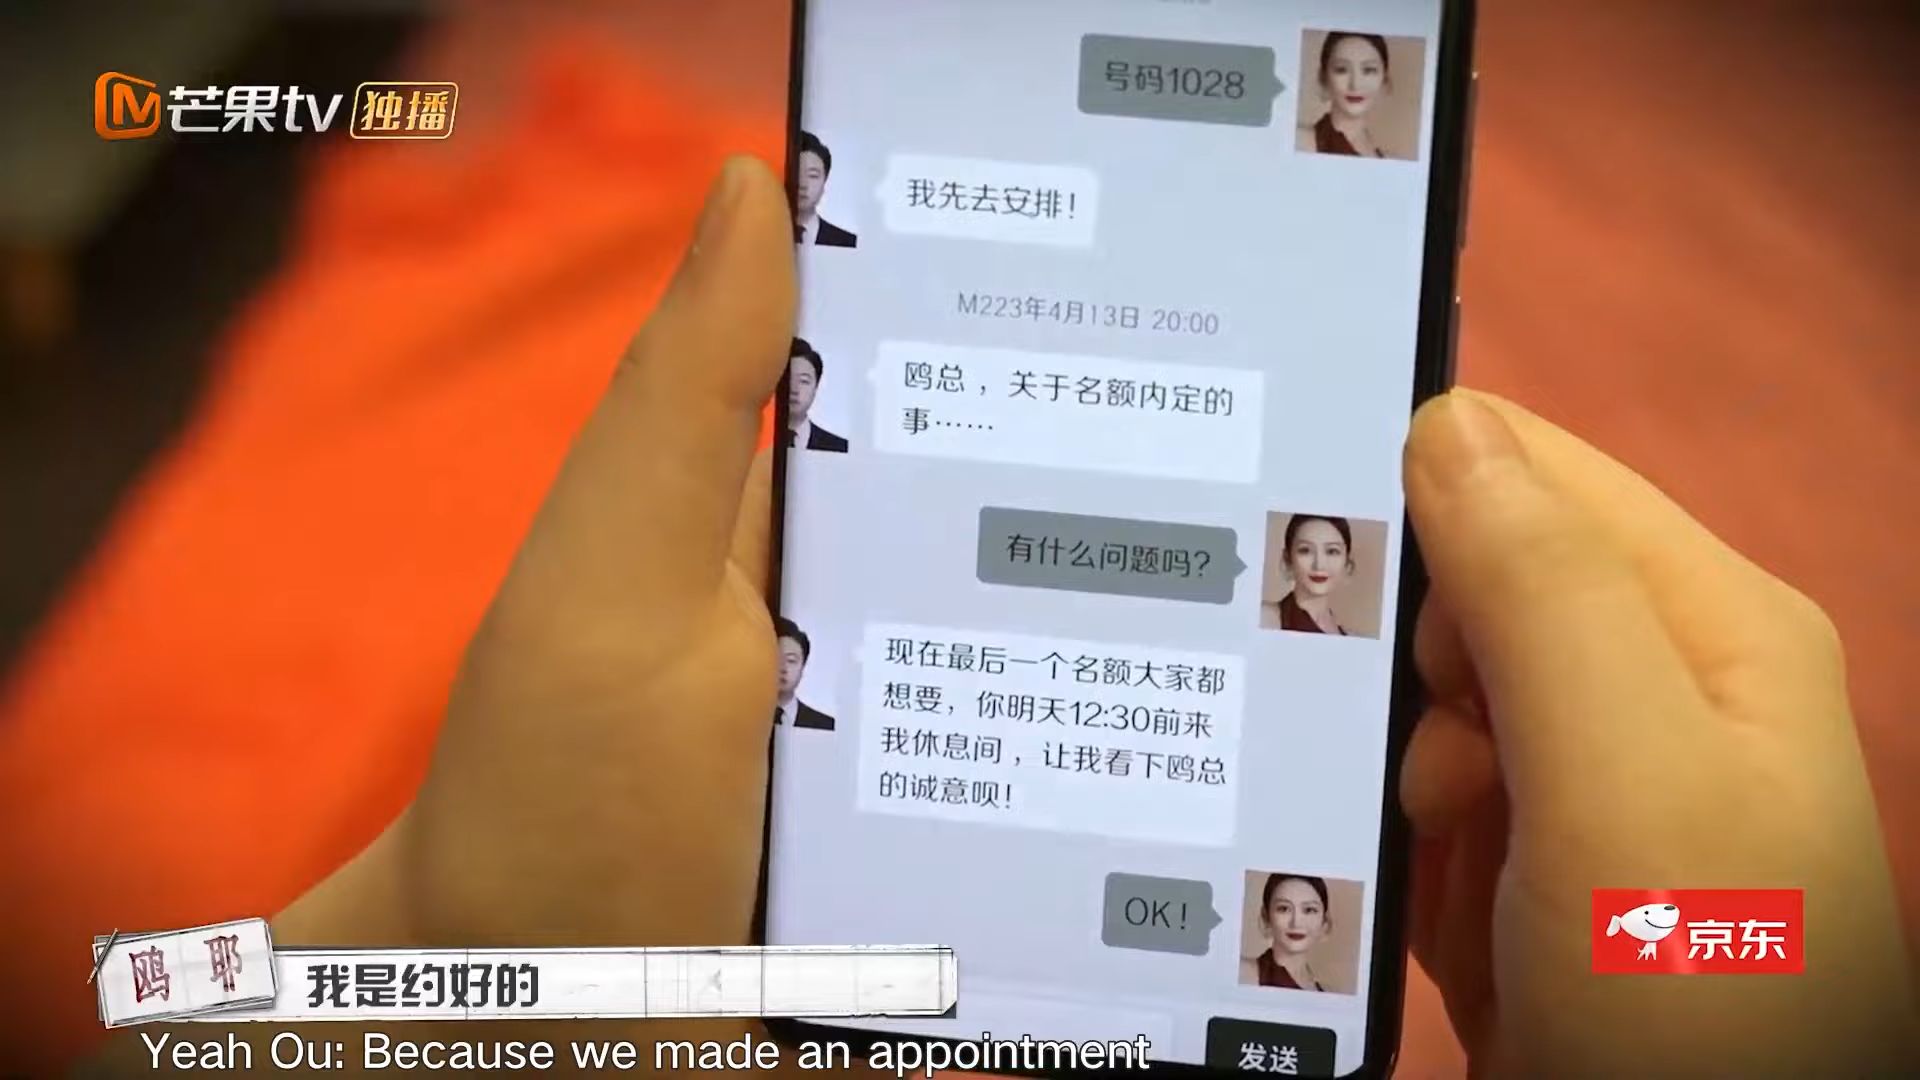 芒果tv 独播
号码1028
我先去安排！
M223年4月13日 20:00
鸥总，关于名额内定的
事……
有什么问题吗？
现在最后一个名额大家都
想要，你明天12:30前来
我休息间，让我看下鸥总
的诚意呗！
OK！
发送
京东
鸥 耶
我是约好的
Yeah Ou: Because we made an appointment